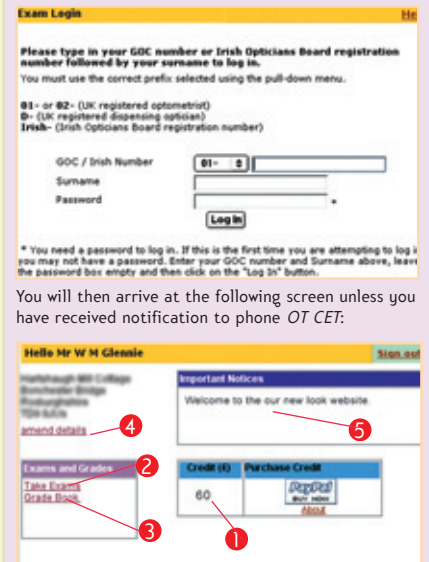 Exam Login
He
Please type in your GOC number or Irish Opticians Board registration
number followed by your surname to log in.
You must use the correct prefix selected using the pull-down menu.
01- or 02- (UK registered optometrist)
D- (UK registered dispensing optician)
Irish- (Irish Opticians Board registration number)
GOC / Irish Number 01-
Surname
Password *
Log In
* You need a password to log in. If this is the first time you are attempting to log i
you may not have a password. Enter your GOC number and Surname above, leave
the password box empty and then click on the "Log In" button.
You will then arrive at the following screen unless you
have received notification to phone OT CET:
Hello Mr W M Glennie Sign out
amend details 4
Important Notices
Welcome to the our new look website.
5
Exams and Grades
Take Exams 2
Grade Book 3
Credit (£) Purchase Credit
60 PayPal
BUY NOW
About
1